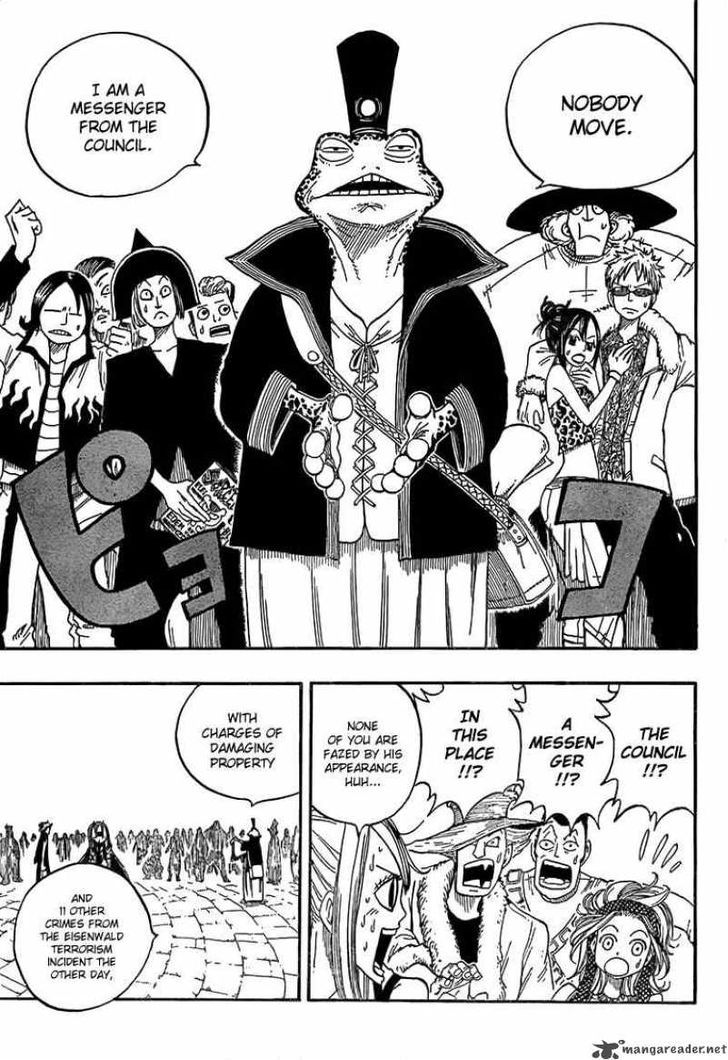 NOBODY
MOVE.
I AM A
MESSENGER
FROM THE
COUNCIL.
ピョコ
THE
COUNCIL
!!?
A
MESSEN-
GER
!!?
IN
THIS
PLACE
!!?
NONE
OF YOU ARE
FAZED BY HIS
APPEARANCE,
HUH...
WITH
CHARGES OF
DAMAGING
PROPERTY
AND
11 OTHER
CRIMES FROM
THE EISENWALD
TERRORISM
INCIDENT THE
OTHER DAY,
mangareader.net